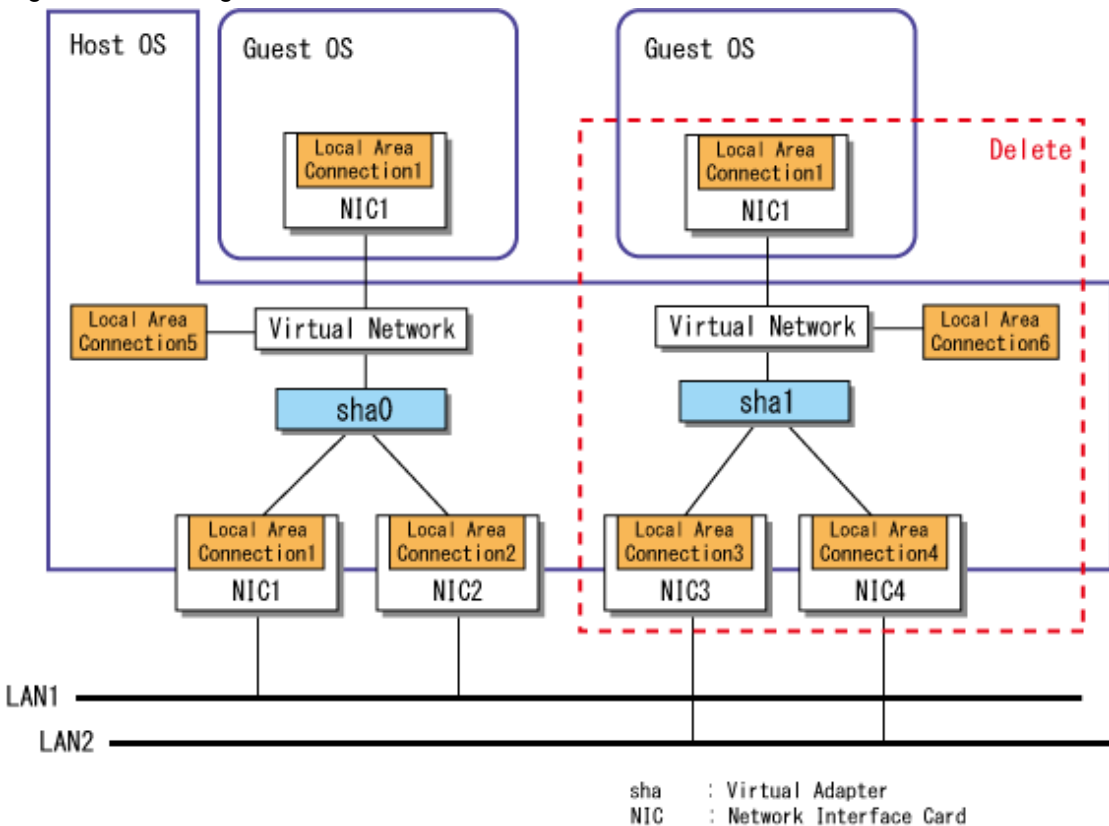 Host OS
Guest OS
Guest OS
Delete
Local Area
Connection1
NIC1
Local Area
Connection1
NIC1
Local Area
Connection5
Virtual Network
Virtual Network
Local Area
Connection6
sha0
sha1
Local Area
Connection1
NIC1
Local Area
Connection2
NIC2
Local Area
Connection3
NIC3
Local Area
Connection4
NIC4
LAN1
LAN2
sha : Virtual Adapter
NIC : Network Interface Card